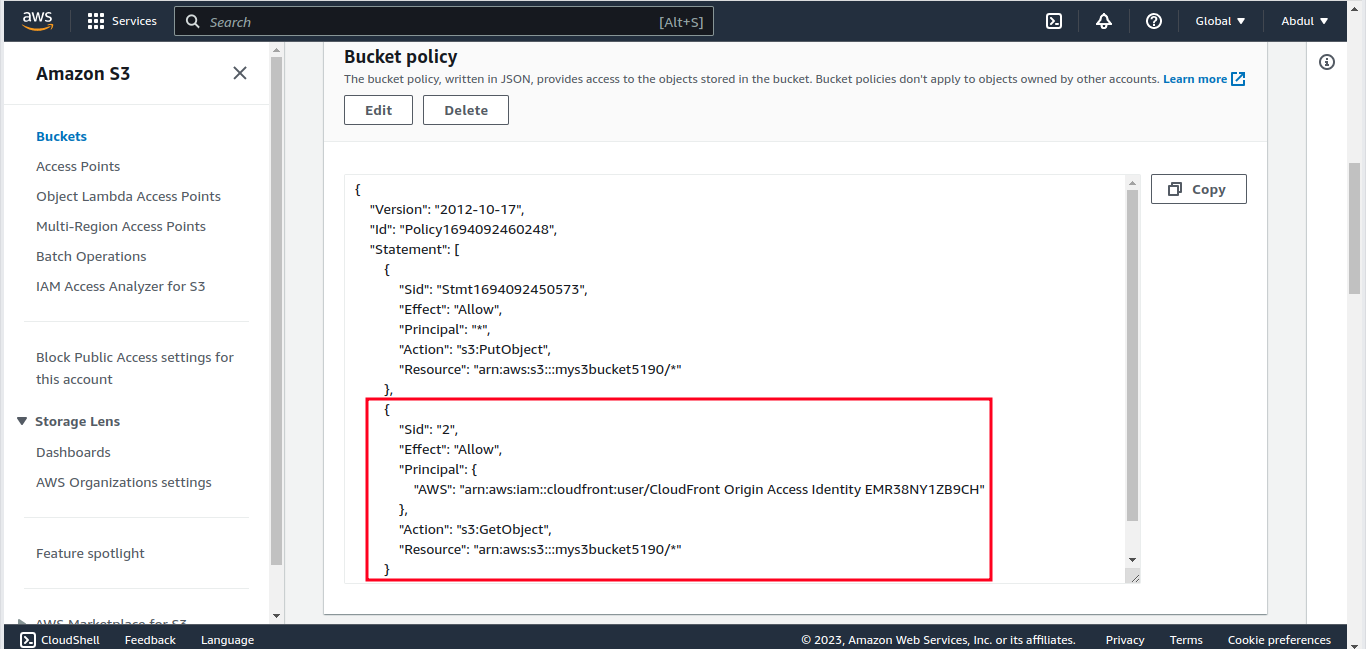 aws
Services
Search
[Alt+S]
Global
Abdul
Amazon S3
Buckets
Access Points
Object Lambda Access Points
Multi-Region Access Points
Batch Operations
IAM Access Analyzer for S3
Block Public Access settings for
this account
Storage Lens
Dashboards
AWS Organizations settings
Feature spotlight
AWS Marketplace for S3
Bucket policy
The bucket policy, written in JSON, provides access to the objects stored in the bucket. Bucket policies don't apply to objects owned by other accounts. Learn more
Edit
Delete
Copy
{
"Version": "2012-10-17",
"Id": "Policy1694092460248",
"Statement": [
{
"Sid": "Stmt1694092450573",
"Effect": "Allow",
"Principal": "*",
"Action": "s3:PutObject",
"Resource": "arn:aws:s3:::mys3bucket5190/*"
},
{
"Sid": "2",
"Effect": "Allow",
"Principal": {
"AWS": "arn:aws:iam::cloudfront:user/CloudFront Origin Access Identity EMR38NY1ZB9CH"
},
"Action": "s3:GetObject",
"Resource": "arn:aws:s3:::mys3bucket5190/*"
}
CloudShell
Feedback
Language
© 2023, Amazon Web Services, Inc. or its affiliates.
Privacy
Terms
Cookie preferences